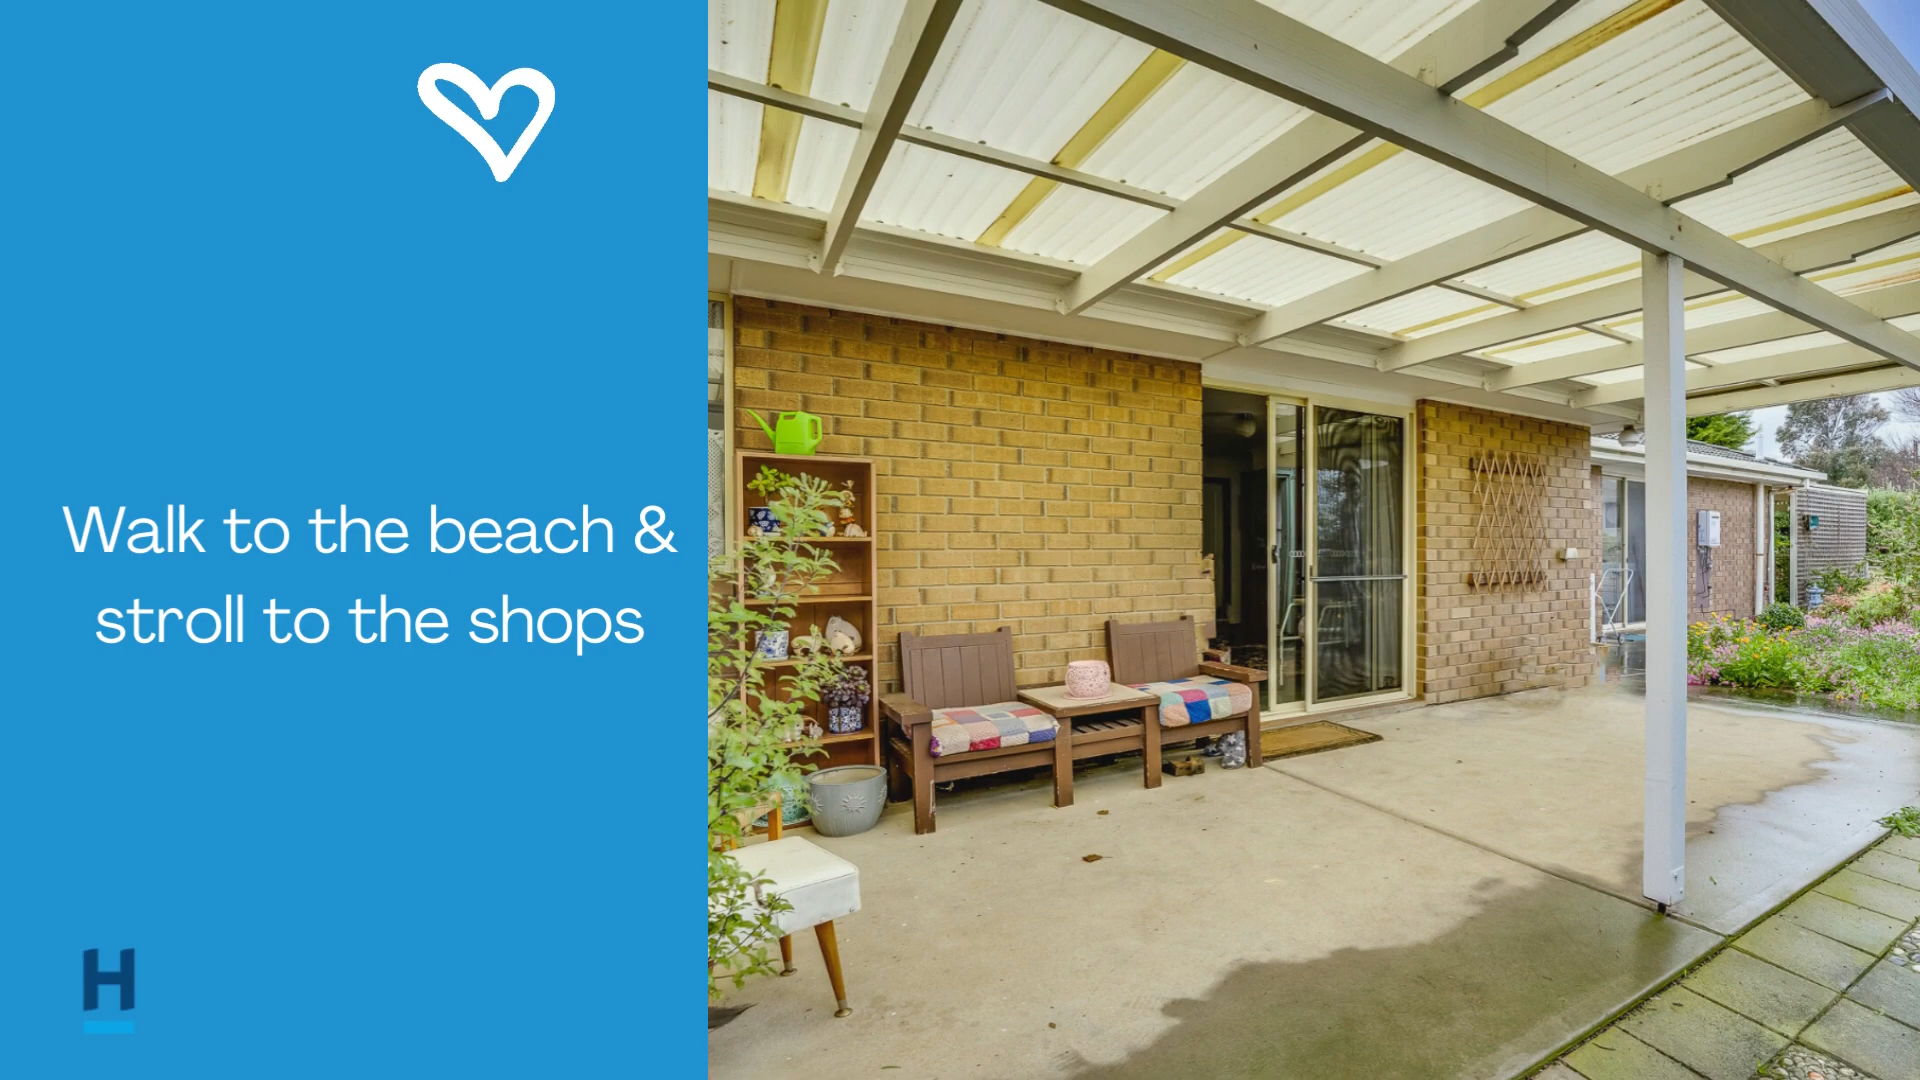 Walk to the beach &
stroll to the shops
H